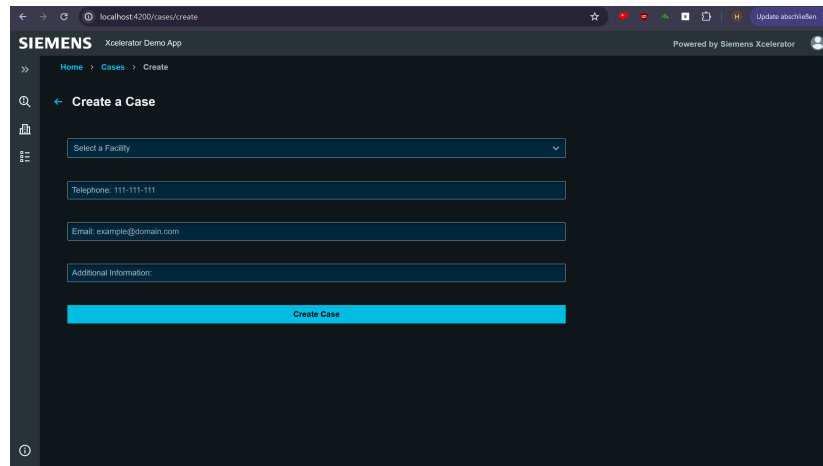 localhost:4200/cases/create
H
Update abschließen
SIEMENS Xcelerator Demo App
Powered by Siemens Xcelerator
Home › Cases › Create
Create a Case
Select a Facility
Telephone: 111-111-111
Email: example@domain.com
Additional Information:
Create Case